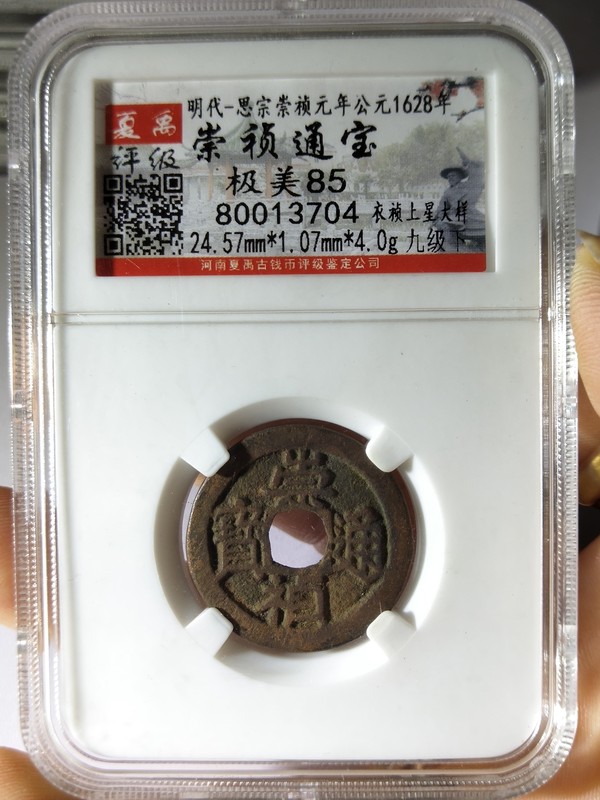 明代-思宗崇祯元年公元1628年
夏禹
评级
崇祯通宝
极美85
80013704 衣祯上星大样
24.57mm*1.07mm*4.0g 九级下
河南夏禹古钱币评级鉴定公司
崇祯通寳